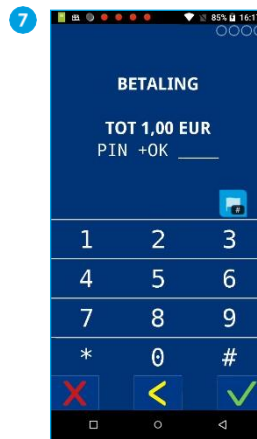 7
85% 16:1
BETALING
TOT 1,00 EUR
PIN +OK ____
#
1 2 3
4 5 6
7 8 9
* 0 #